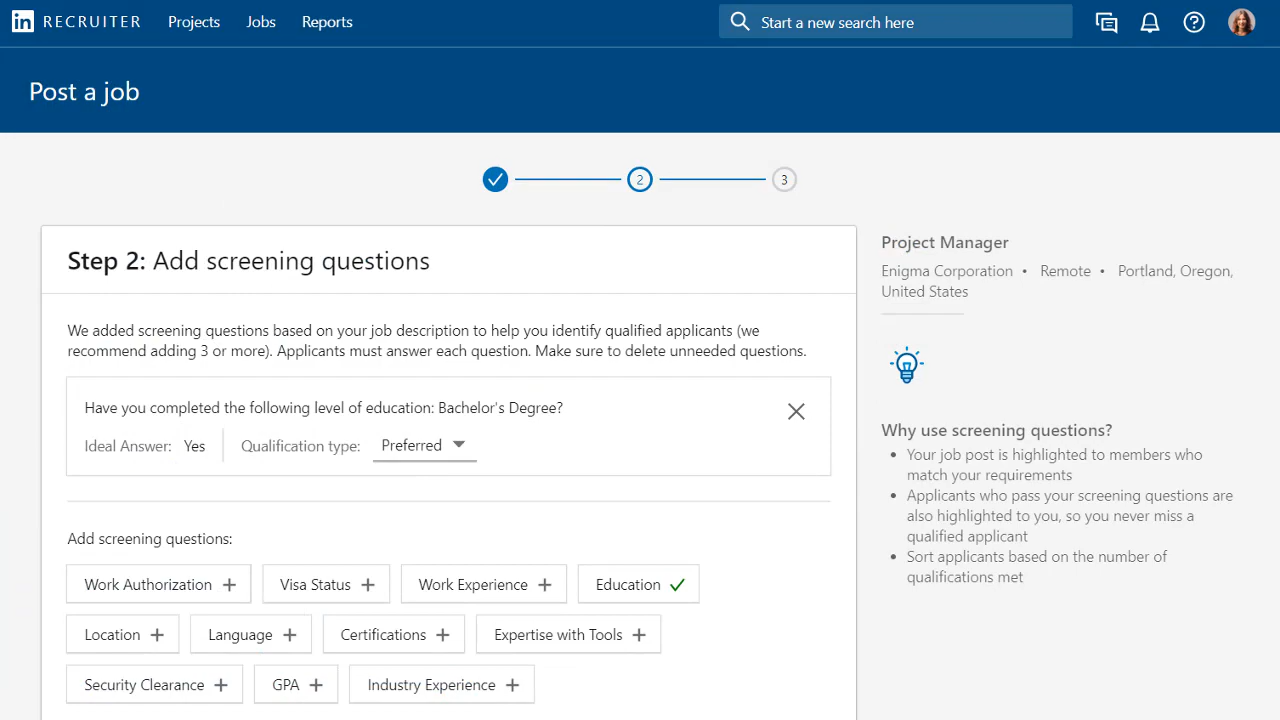 in RECRUITER Projects Jobs Reports Start a new search here
Post a job
2 3
Step 2: Add screening questions
We added screening questions based on your job description to help you identify qualified applicants (we
recommend adding 3 or more). Applicants must answer each question. Make sure to delete unneeded questions.
Have you completed the following level of education: Bachelor's Degree?
Ideal Answer: Yes Qualification type: Preferred
Add screening questions:
Work Authorization + Visa Status + Work Experience + Education ✓
Location + Language + Certifications + Expertise with Tools +
Security Clearance + GPA + Industry Experience +
Project Manager
Enigma Corporation • Remote • Portland, Oregon,
United States
Why use screening questions?
• Your job post is highlighted to members who
match your requirements
• Applicants who pass your screening questions are
also highlighted to you, so you never miss a
qualified applicant
• Sort applicants based on the number of
qualifications met